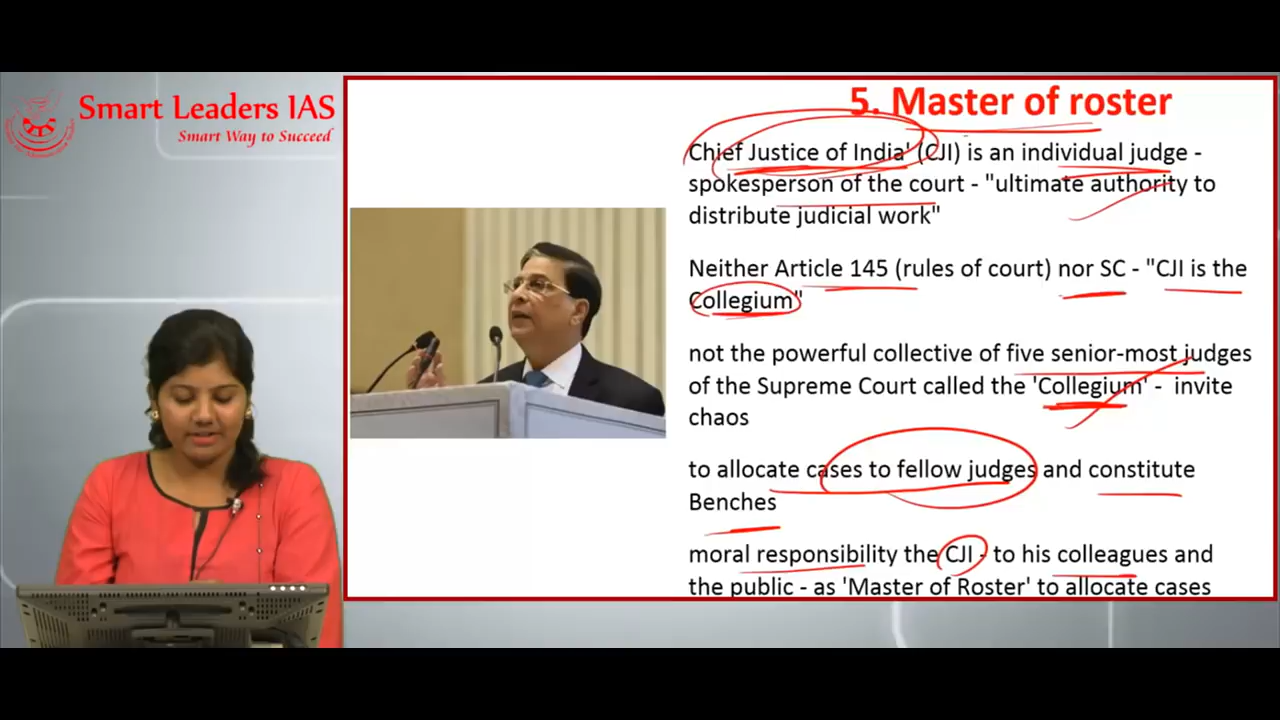 Smart Leaders IAS
Smart Way to Succeed
5. Master of roster
Chief Justice of India' (CJI) is an individual judge -
spokesperson of the court - "ultimate authority to
distribute judicial work"
Neither Article 145 (rules of court) nor SC - "CJI is the
Collegium"
not the powerful collective of five senior-most judges
of the Supreme Court called the 'Collegium' - invite
chaos
to allocate cases to fellow judges and constitute
Benches
moral responsibility the CJI - to his colleagues and
the public - as 'Master of Roster' to allocate cases